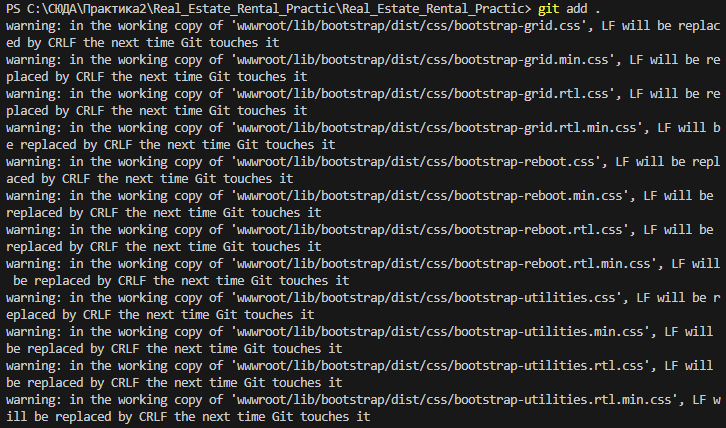 PS C:\СЮДА\Практика2\Real_Estate_Rental_Practic\Real_Estate_Rental_Practic> git add .
warning: in the working copy of 'wwwroot/lib/bootstrap/dist/css/bootstrap-grid.css', LF will be replac
ed by CRLF the next time Git touches it
warning: in the working copy of 'wwwroot/lib/bootstrap/dist/css/bootstrap-grid.min.css', LF will be re
placed by CRLF the next time Git touches it
warning: in the working copy of 'wwwroot/lib/bootstrap/dist/css/bootstrap-grid.rtl.css', LF will be re
placed by CRLF the next time Git touches it
warning: in the working copy of 'wwwroot/lib/bootstrap/dist/css/bootstrap-grid.rtl.min.css', LF will b
e replaced by CRLF the next time Git touches it
warning: in the working copy of 'wwwroot/lib/bootstrap/dist/css/bootstrap-reboot.css', LF will be repl
aced by CRLF the next time Git touches it
warning: in the working copy of 'wwwroot/lib/bootstrap/dist/css/bootstrap-reboot.min.css', LF will be
replaced by CRLF the next time Git touches it
warning: in the working copy of 'wwwroot/lib/bootstrap/dist/css/bootstrap-reboot.rtl.css', LF will be
replaced by CRLF the next time Git touches it
warning: in the working copy of 'wwwroot/lib/bootstrap/dist/css/bootstrap-reboot.rtl.min.css', LF will
 be replaced by CRLF the next time Git touches it
warning: in the working copy of 'wwwroot/lib/bootstrap/dist/css/bootstrap-utilities.css', LF will be r
eplaced by CRLF the next time Git touches it
warning: in the working copy of 'wwwroot/lib/bootstrap/dist/css/bootstrap-utilities.min.css', LF will
be replaced by CRLF the next time Git touches it
warning: in the working copy of 'wwwroot/lib/bootstrap/dist/css/bootstrap-utilities.rtl.css', LF will
be replaced by CRLF the next time Git touches it
warning: in the working copy of 'wwwroot/lib/bootstrap/dist/css/bootstrap-utilities.rtl.min.css', LF w
ill be replaced by CRLF the next time Git touches it